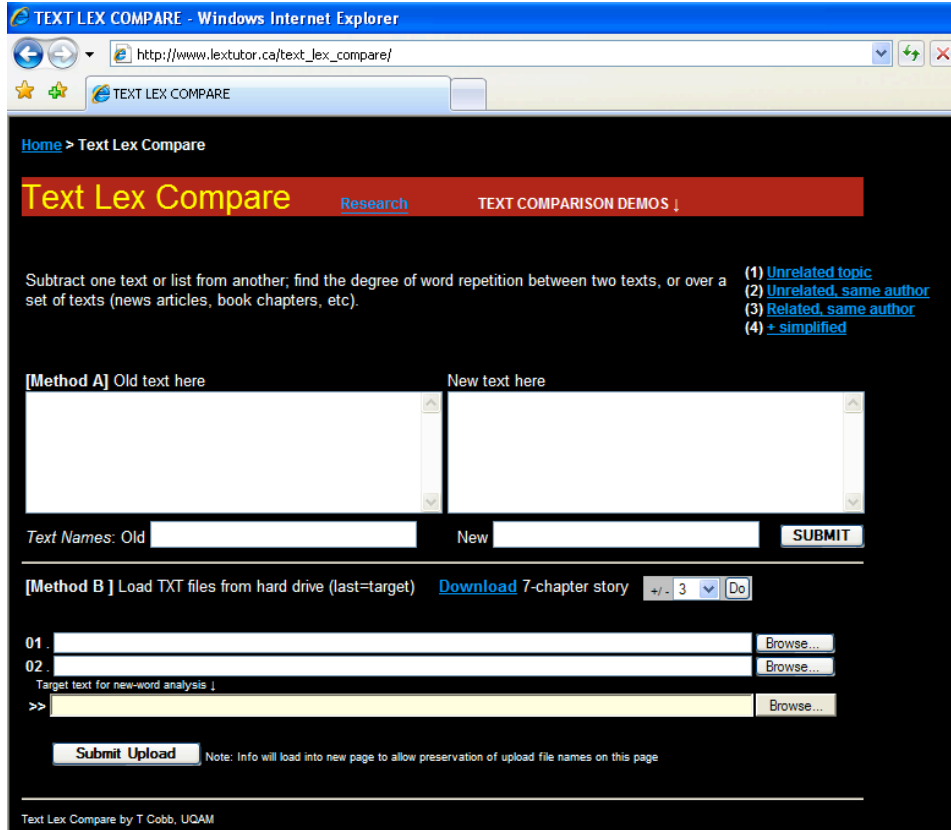 TEXT LEX COMPARE - Windows Internet Explorer
http://www.lextutor.ca/text_lex_compare/
TEXT LEX COMPARE
Home > Text Lex Compare
Text Lex Compare Research TEXT COMPARISON DEMOS ↓
Subtract one text or list from another; find the degree of word repetition between two texts, or over a
set of texts (news articles, book chapters, etc).
(1) Unrelated topic
(2) Unrelated, same author
(3) Related, same author
(4) + simplified
[Method A] Old text here New text here
Text Names: Old New SUBMIT
[Method B ] Load TXT files from hard drive (last=target) Download 7-chapter story +/- 3 Do
01 . Browse...
02 . Browse...
Target text for new-word analysis ↓
>> Browse...
Submit Upload Note: Info will load into new page to allow preservation of upload file names on this page
Text Lex Compare by T Cobb, UQAM